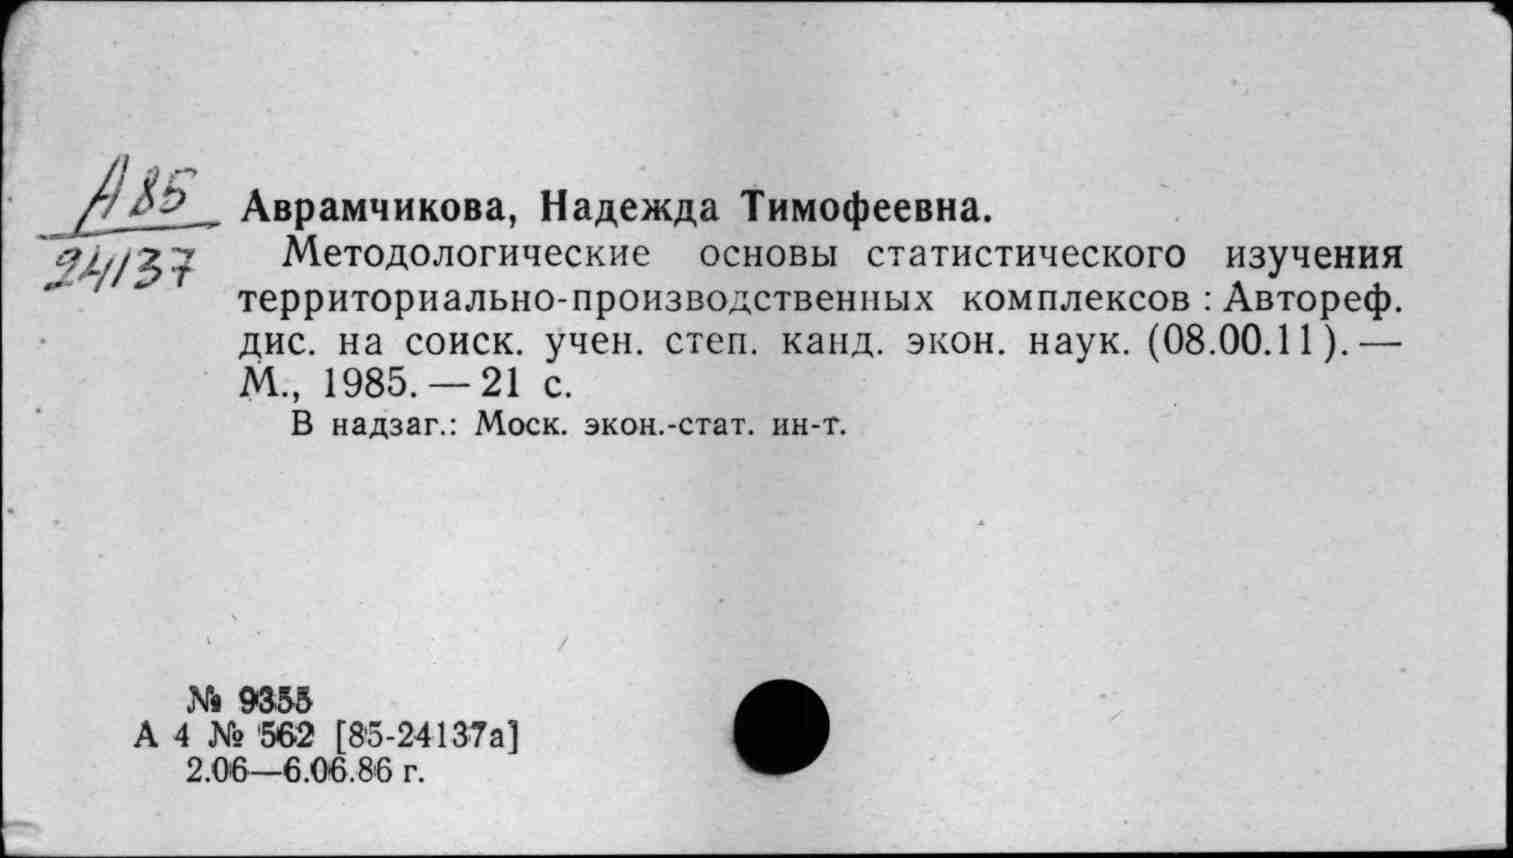 А85
24137
Аврамчикова, Надежда Тимофеевна.
Методологические основы статистического изучения
территориально-производственных комплексов : Автореф.
дис. на соиск. учен. степ. канд. экон. наук. (08.00.11). —
М., 1985. — 21 с.
В надзаг.: Моск. экон.-стат. ин-т.
№ 9355
А 4 № 562 [85-24137а]
2.06—6.06.86 г.